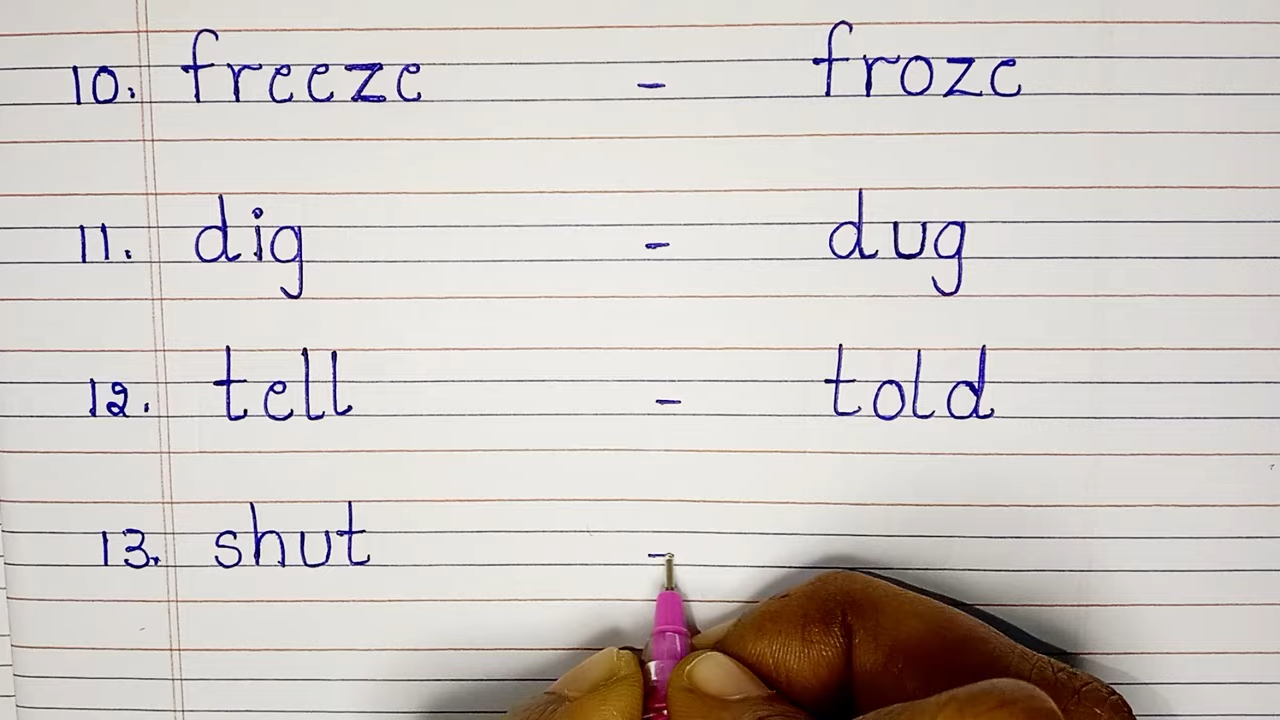 10. freeze - froze
11. dig - dug
12. tell - told
13. shut -